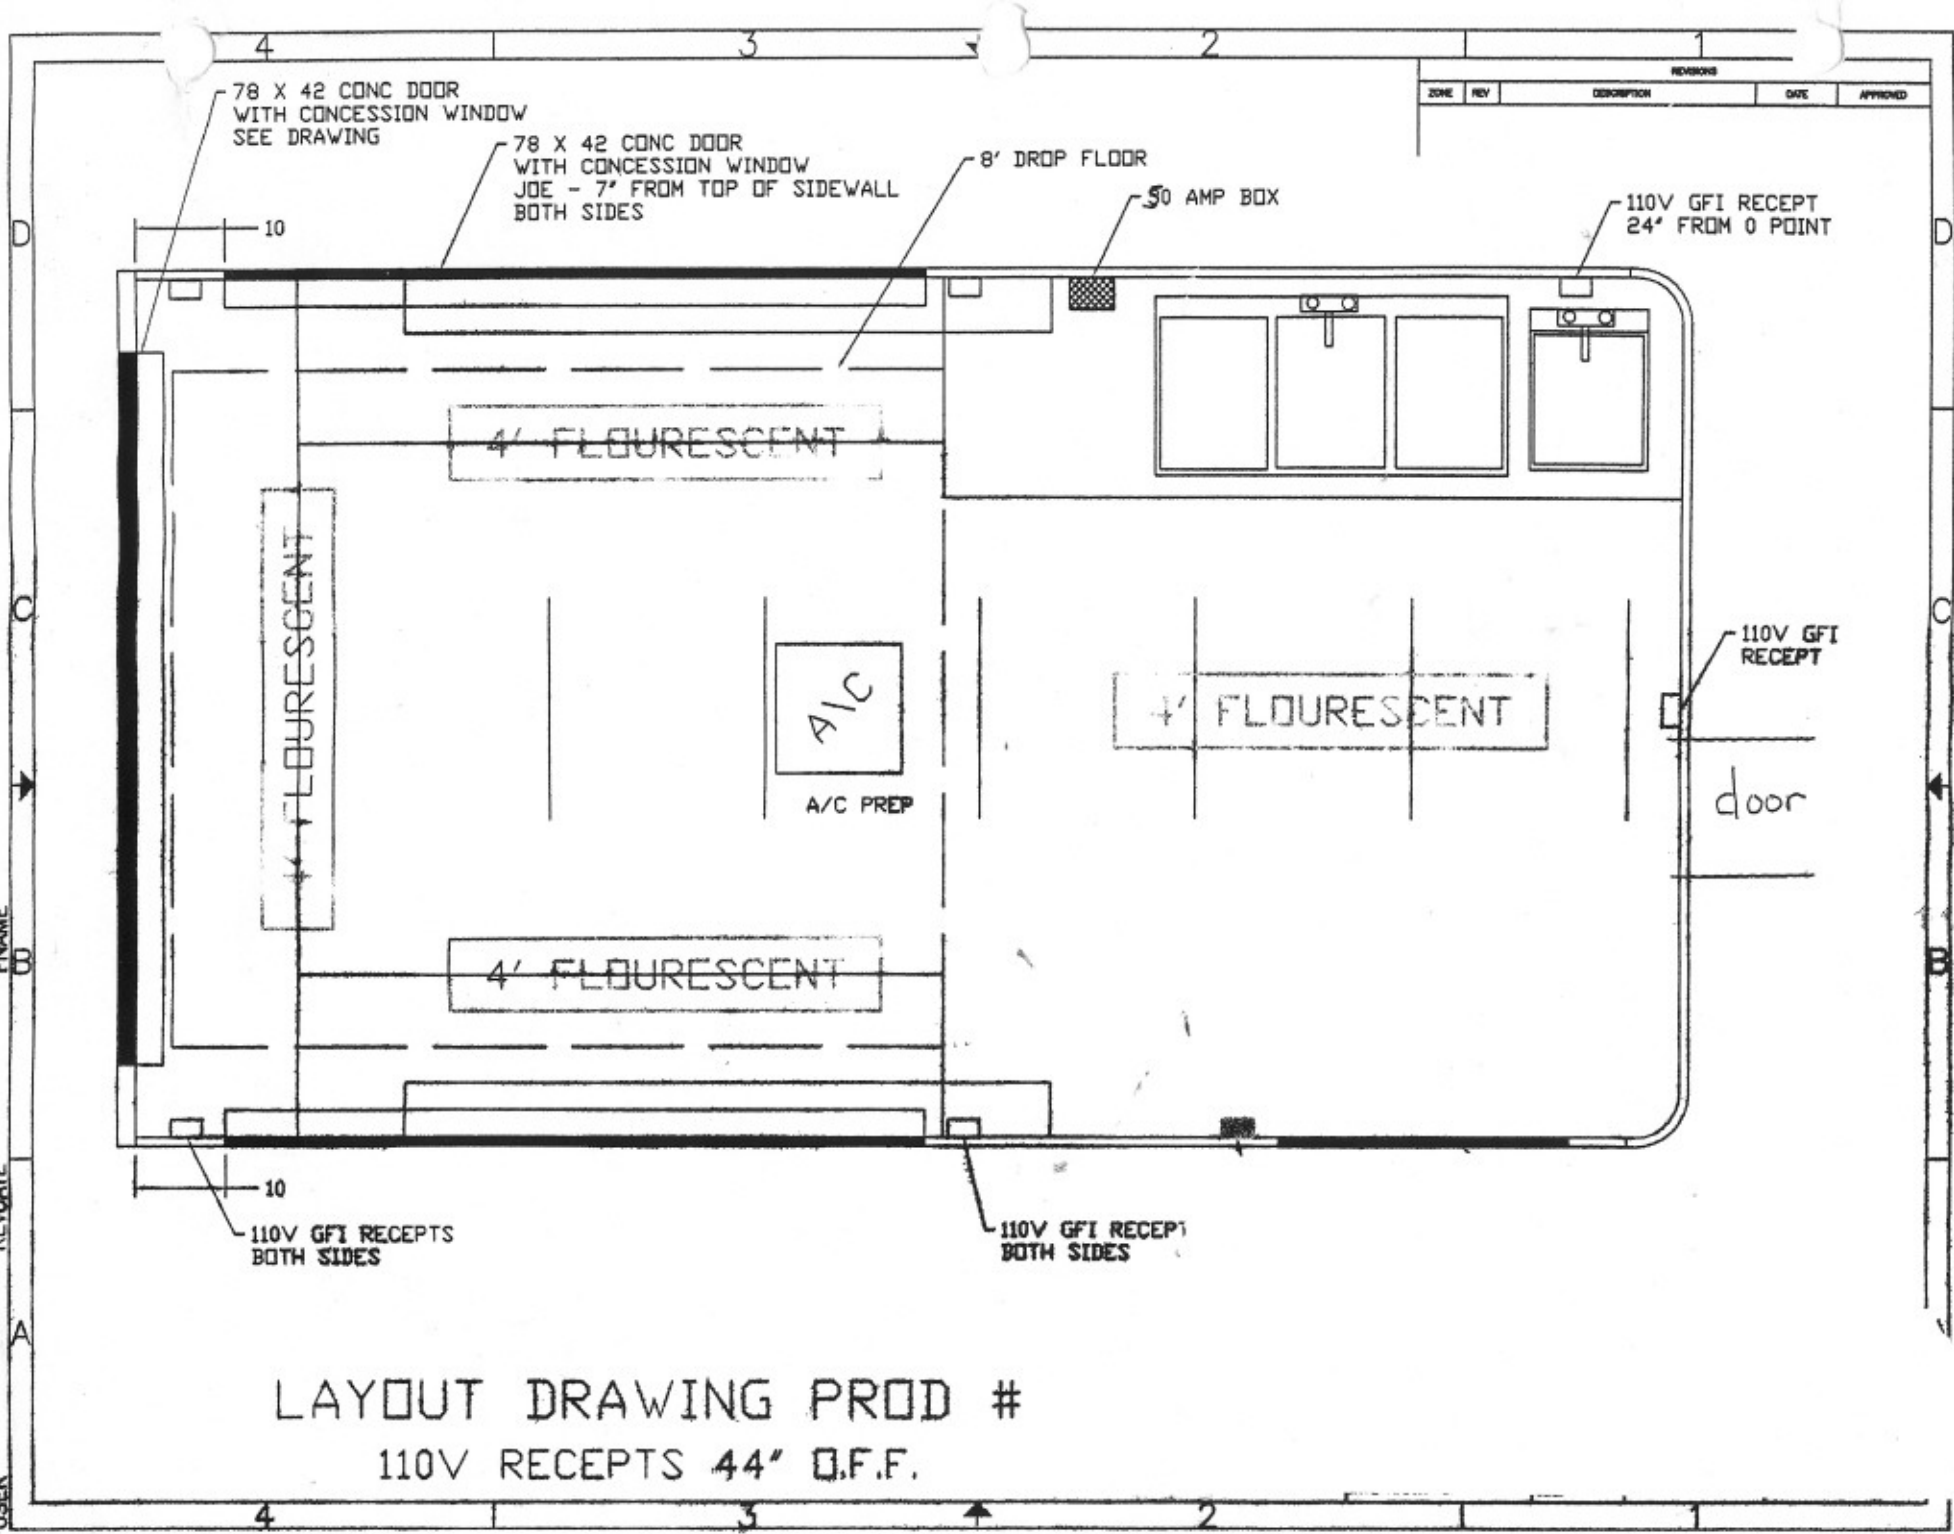 4 3 2 1
REVISIONS
ZONE REV DESCRIPTION DATE APPROVED
78 X 42 CONC DOOR
WITH CONCESSION WINDOW
SEE DRAWING
78 X 42 CONC DOOR
WITH CONCESSION WINDOW
JOE - 7" FROM TOP OF SIDEWALL
BOTH SIDES
8' DROP FLOOR
50 AMP BOX
110V GFI RECEPT
24" FROM 0 POINT
D
10
D
4' FLOURESCENT
4' FLOURESCENT
C
C
110V GFI
RECEPT
A/C
4' FLOURESCENT
A/C PREP
door
4' FLOURESCENT
B
B
10
110V GFI RECEPTS
BOTH SIDES
110V GFI RECEPT
BOTH SIDES
A
LAYOUT DRAWING PROD #
110V RECEPTS 44" O.F.F.
4 3 2 1